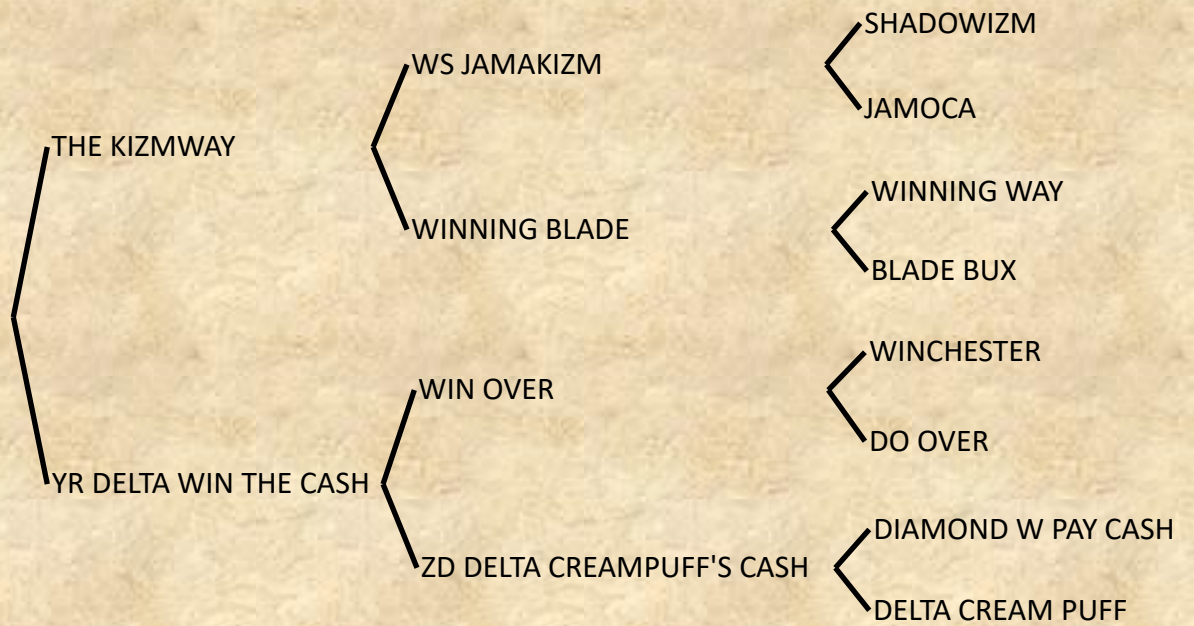 SHADOWIZM
WS JAMAKIZM
JAMOCA
THE KIZMWAY
WINNING WAY
WINNING BLADE
BLADE BUX
WINCHESTER
WIN OVER
DO OVER
YR DELTA WIN THE CASH
DIAMOND W PAY CASH
ZD DELTA CREAMPUFF'S CASH
DELTA CREAM PUFF